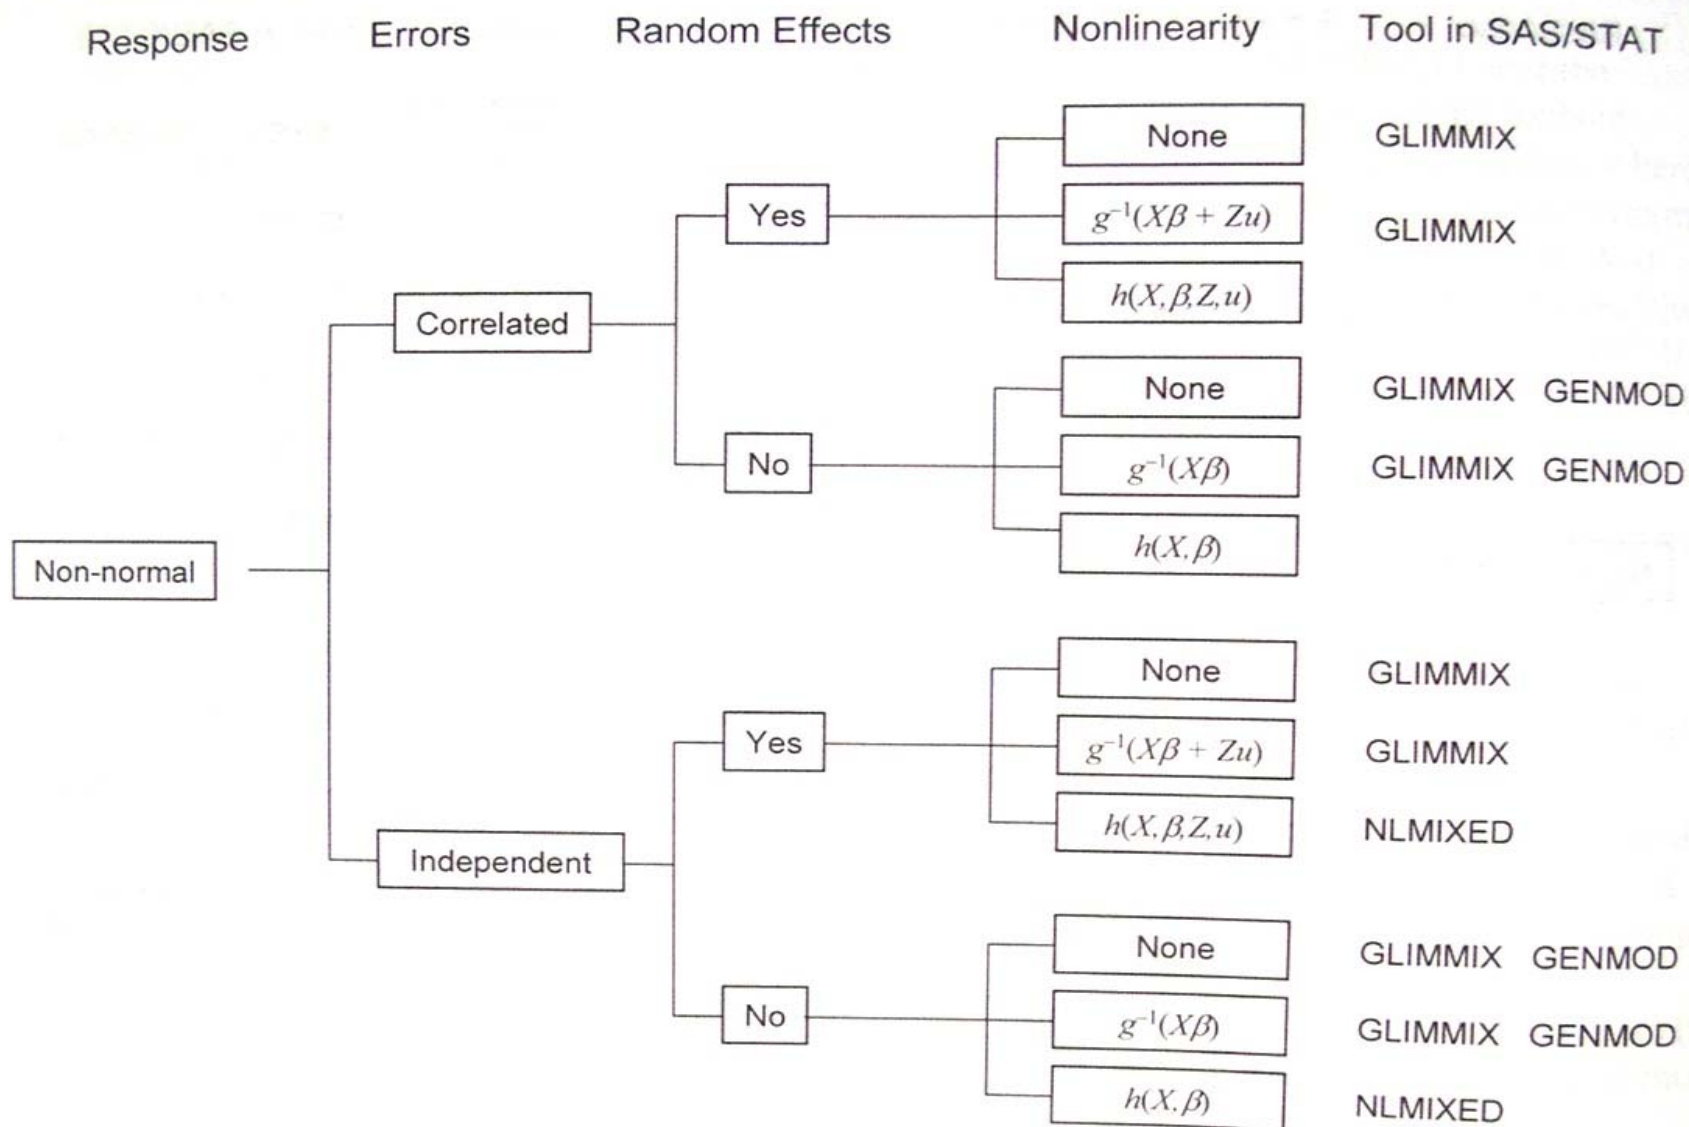 Response Errors Random Effects Nonlinearity Tool in SAS/STAT
None GLIMMIX
Yes g⁻¹(Xβ + Zu) GLIMMIX
h(X,β,Z,u)
Correlated
None GLIMMIX GENMOD
No g⁻¹(Xβ) GLIMMIX GENMOD
h(X,β)
Non-normal
None GLIMMIX
Yes g⁻¹(Xβ + Zu) GLIMMIX
h(X,β,Z,u) NLMIXED
Independent
None GLIMMIX GENMOD
No g⁻¹(Xβ) GLIMMIX GENMOD
h(X,β) NLMIXED